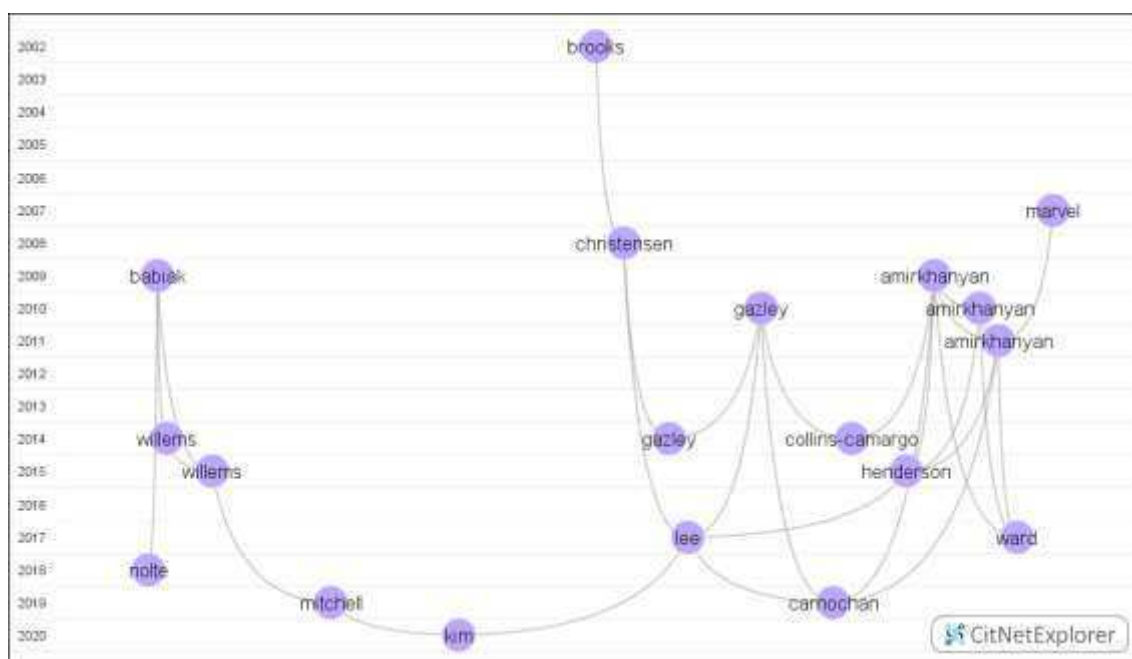 2002 brooks
2003
2004
2005
2006
2007 marvel
2008 christensen
2009 babiak amirkhanyan
2010 gazley amirkhanyan
2011 amirkhanyan
2012
2013
2014 willems gazley collins-camargo
2015 willems henderson
2016
2017 lee ward
2018 nolte
2019 mitchell carnochan
2020 kim
CitNetExplorer